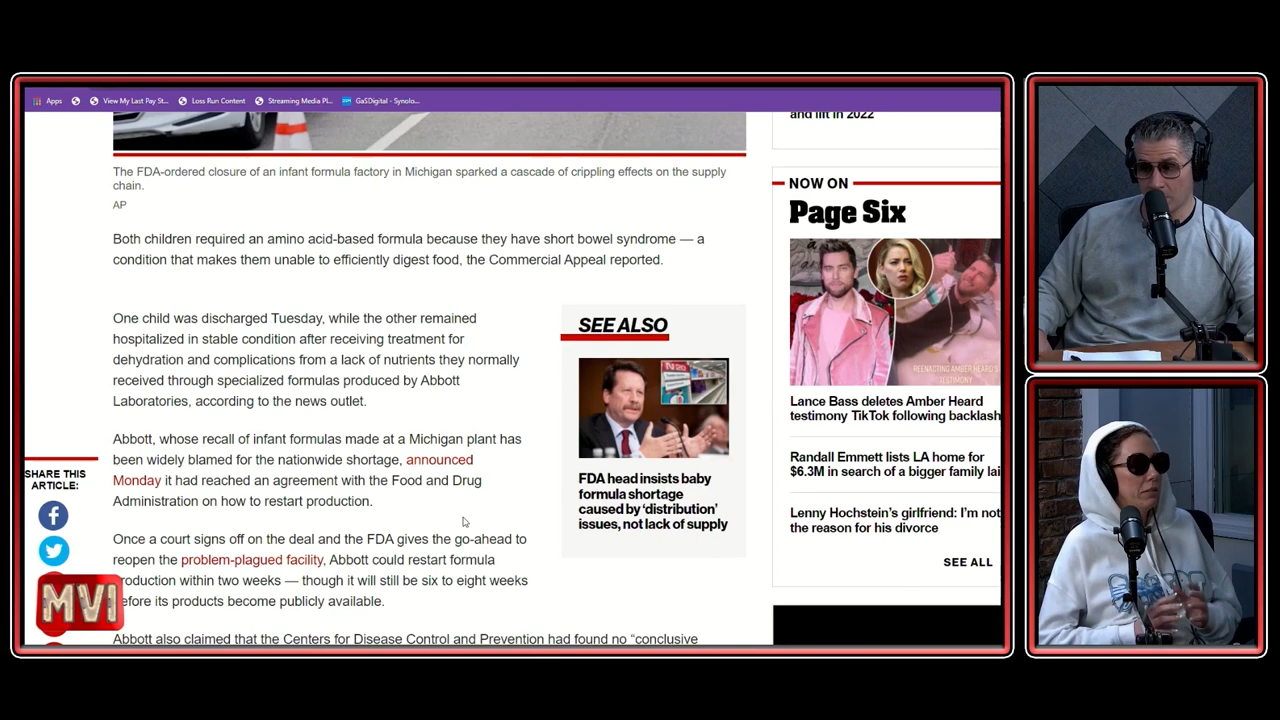 Apps
View My Last Pay St...
Loss Run Content
Streaming Media Pl...
GaSDigital - Synolo...
The FDA-ordered closure of an infant formula factory in Michigan sparked a cascade of crippling effects on the supply
chain.
AP
Both children required an amino acid-based formula because they have short bowel syndrome — a
condition that makes them unable to efficiently digest food, the Commercial Appeal reported.
One child was discharged Tuesday, while the other remained
hospitalized in stable condition after receiving treatment for
dehydration and complications from a lack of nutrients they normally
received through specialized formulas produced by Abbott
Laboratories, according to the news outlet.
Abbott, whose recall of infant formulas made at a Michigan plant has
been widely blamed for the nationwide shortage, announced
Monday it had reached an agreement with the Food and Drug
Administration on how to restart production.
Once a court signs off on the deal and the FDA gives the go-ahead to
reopen the problem-plagued facility, Abbott could restart formula
production within two weeks — though it will still be six to eight weeks
before its products become publicly available.
Abbott also claimed that the Centers for Disease Control and Prevention had found no “conclusive
SEE ALSO
FDA head insists baby
formula shortage
caused by ‘distribution’
issues, not lack of supply
SHARE THIS
ARTICLE:
MVI
and lift in 2022
NOW ON
Page Six
REENACTING AMBER HEARD'S
TESTIMONY
Lance Bass deletes Amber Heard
testimony TikTok following backlash
Randall Emmett lists LA home for
$6.3M in search of a bigger family
Lenny Hochstein’s girlfriend: I’m not
the reason for his divorce
SEE ALL